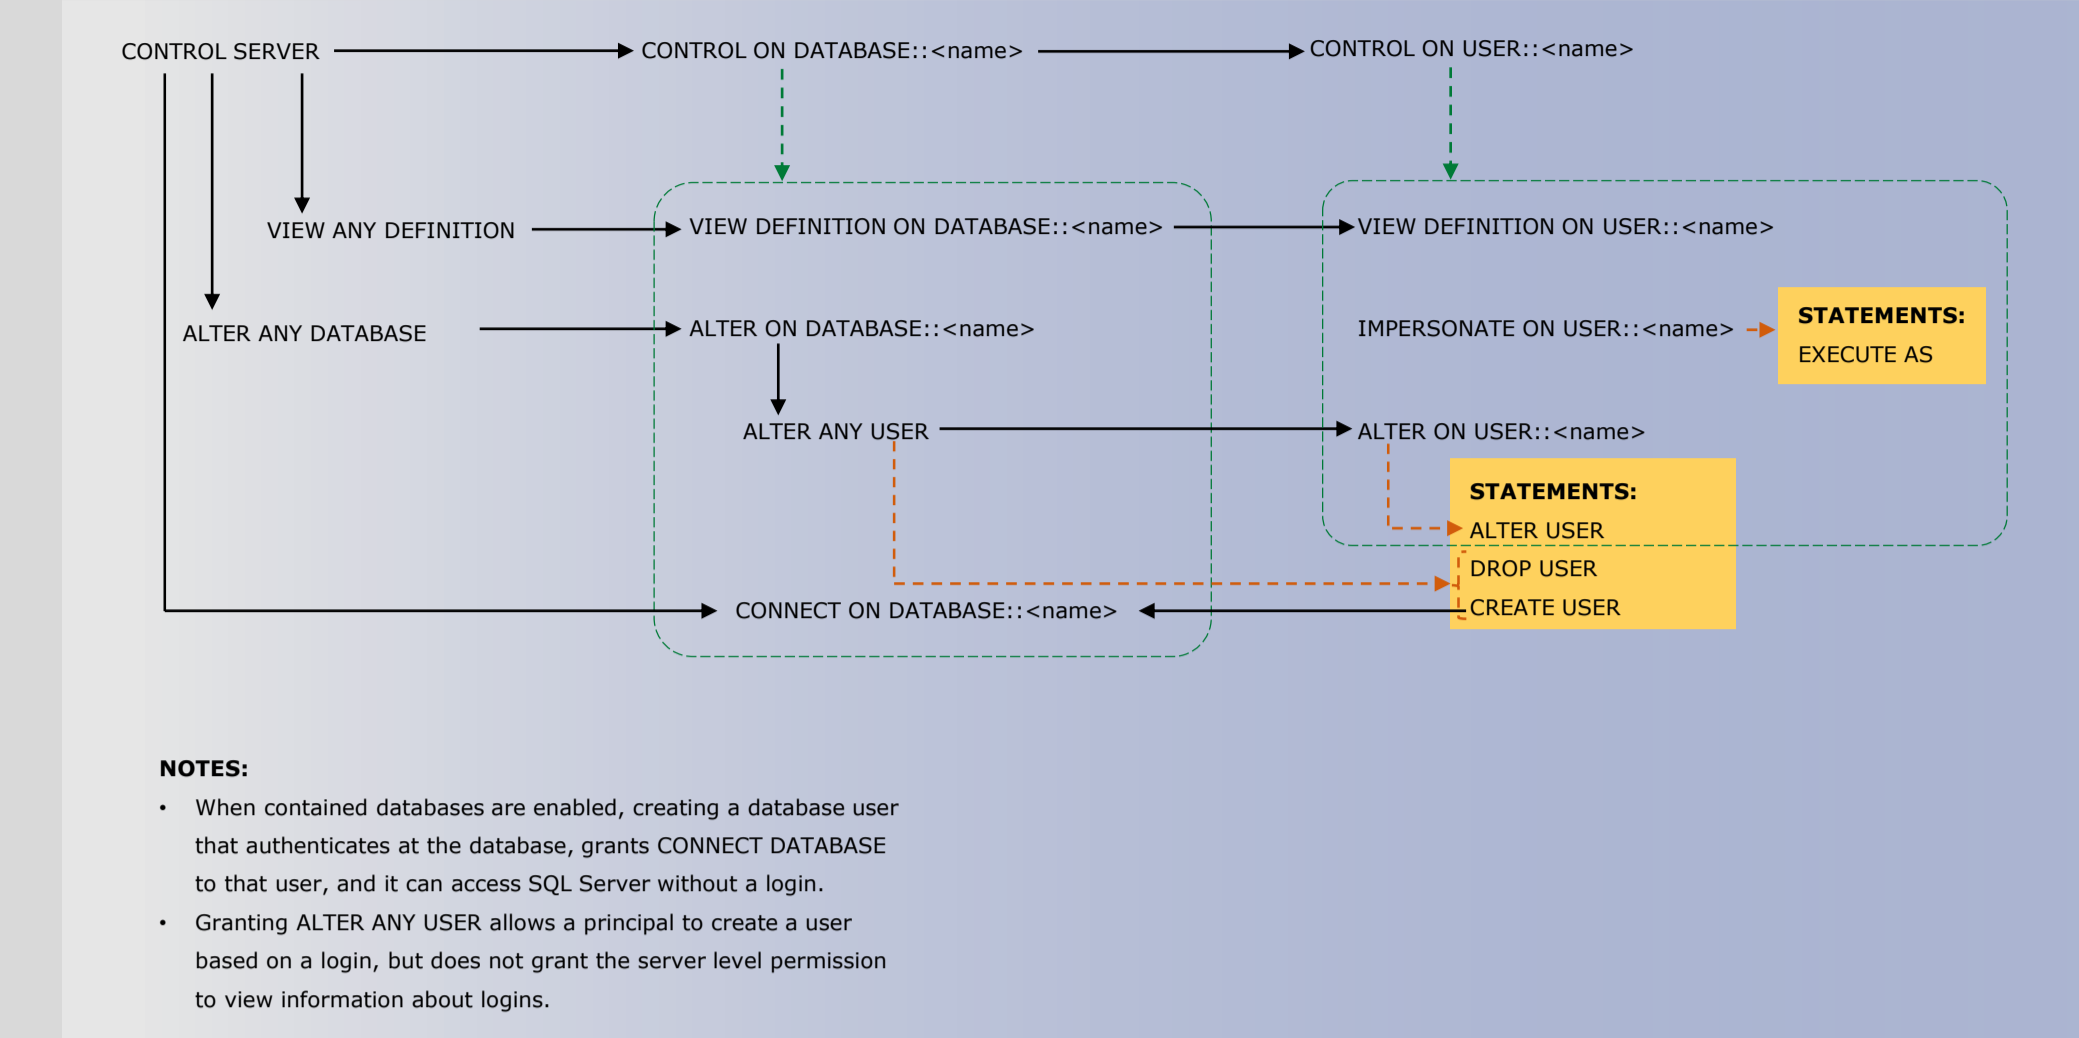 CONTROL SERVER
CONTROL ON DATABASE::<name>
CONTROL ON USER::<name>
VIEW ANY DEFINITION
VIEW DEFINITION ON DATABASE::<name>
VIEW DEFINITION ON USER::<name>
ALTER ANY DATABASE
ALTER ON DATABASE::<name>
IMPERSONATE ON USER::<name>
STATEMENTS:
EXECUTE AS
ALTER ANY USER
ALTER ON USER::<name>
STATEMENTS:
ALTER USER
DROP USER
CREATE USER
CONNECT ON DATABASE::<name>
NOTES:
• When contained databases are enabled, creating a database user
that authenticates at the database, grants CONNECT DATABASE
to that user, and it can access SQL Server without a login.
• Granting ALTER ANY USER allows a principal to create a user
based on a login, but does not grant the server level permission
to view information about logins.